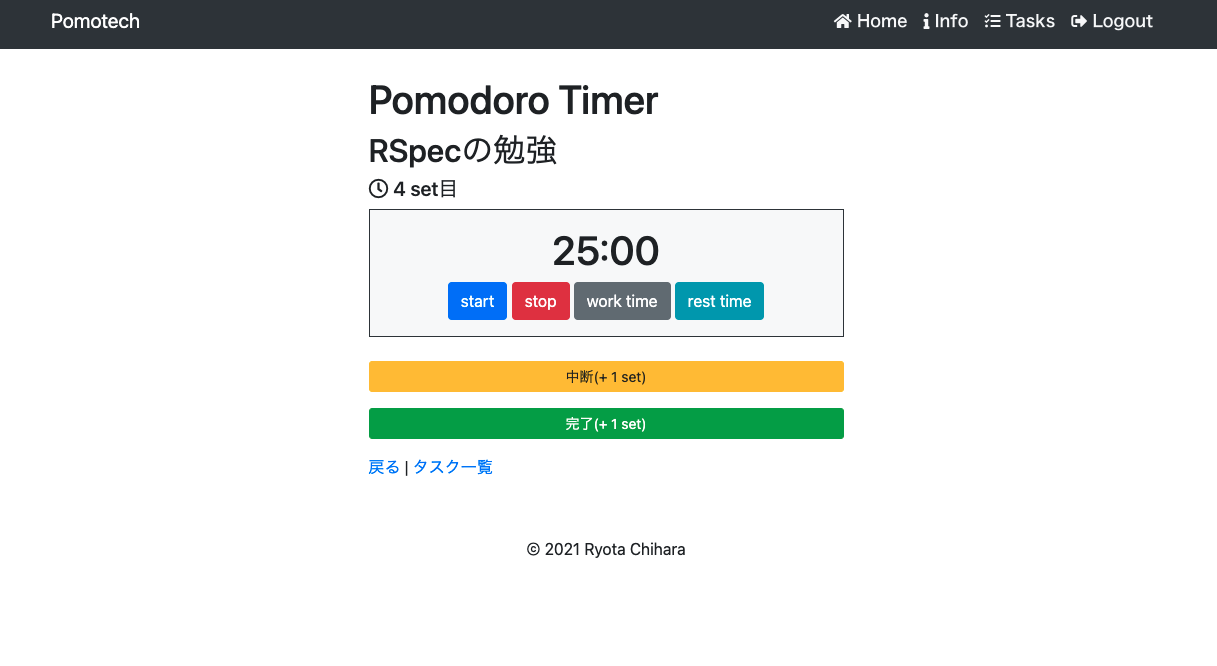 Pomotech Home Info Tasks Logout
Pomodoro Timer
RSpecの勉強
4 set目
25:00
start stop work time rest time
中断(+ 1 set)
完了(+ 1 set)
戻る | タスク一覧
© 2021 Ryota Chihara